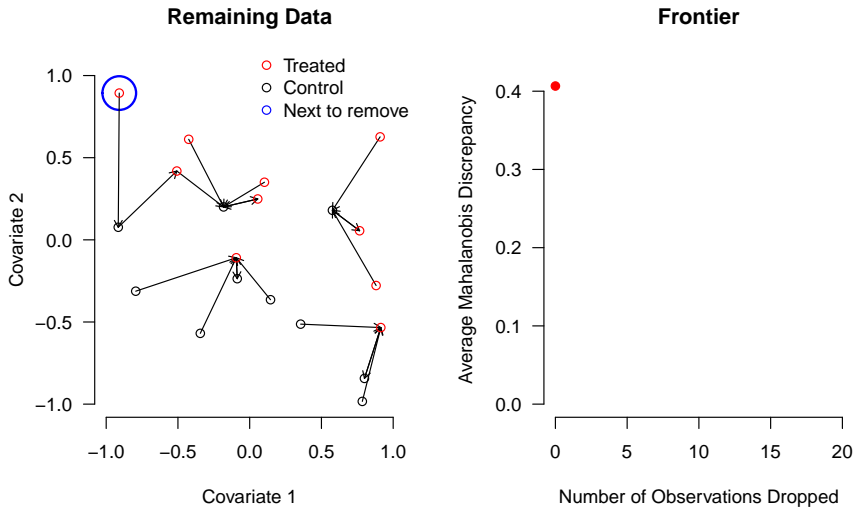 Remaining Data
Treated
Control
Next to remove
1.0
0.5
0.0
−0.5
−1.0
Covariate 2
−1.0 −0.5 0.0 0.5 1.0
Covariate 1
Frontier
0.4
0.3
0.2
0.1
0.0
Average Mahalanobis Discrepancy
0 5 10 15 20
Number of Observations Dropped